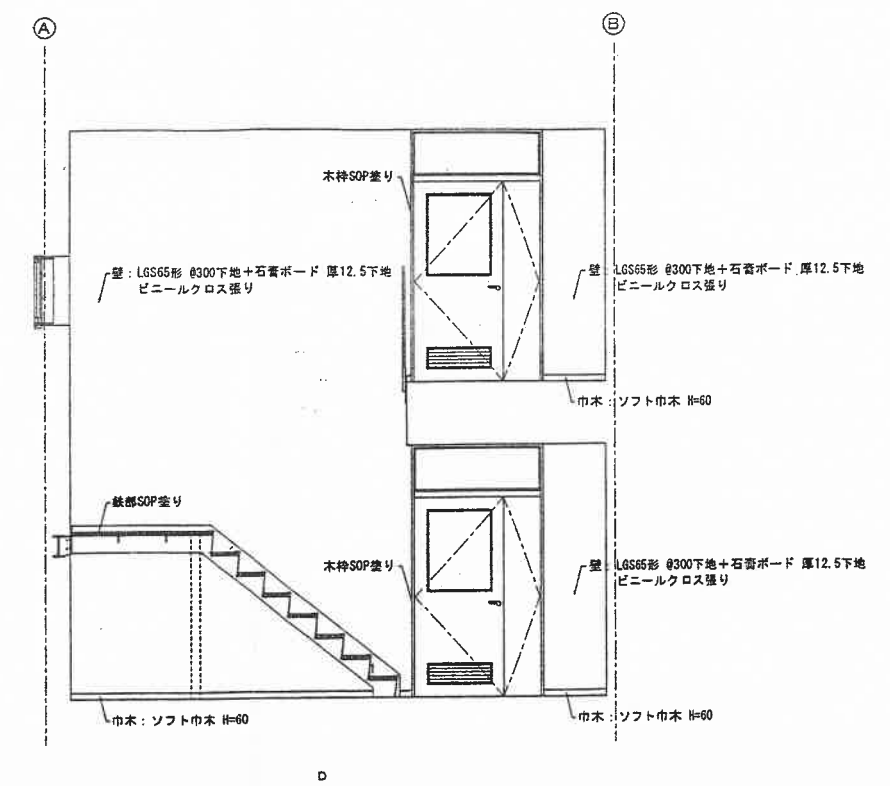 A
B
木枠SOP塗り
壁：LGS65形 @300下地＋石膏ボード 厚12.5下地
ビニールクロス張り
壁：LGS65形 @300下地＋石膏ボード 厚12.5下地
ビニールクロス張り
巾木：ソフト巾木 H=60
鉄部SOP塗り
木枠SOP塗り
壁：LGS65形 @300下地＋石膏ボード 厚12.5下地
ビニールクロス張り
巾木：ソフト巾木 H=60
巾木：ソフト巾木 H=60
D